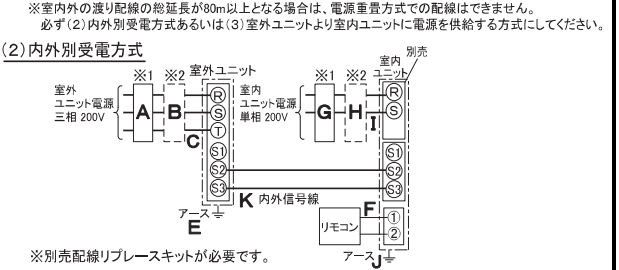 ※室内外の渡り配線の総延長が80m以上となる場合は、電源重畳方式での配線はできません。
必ず(2)内外別受電方式あるいは(3)室外ユニットより室内ユニットに電源を供給する方式にしてください。
(2)内外別受電方式
別売
※1 ※2 室外ユニット ※1 ※2 室内
ユニット
室外
ユニット電源
三相 200V
A B C
R
S
T
S1
S2
S3
アース
E
室内
ユニット電源
単相 200V
G H I
R
S
S1
S2
S3
K 内外信号線
リモコン F ①
②
アース J
※別売配線リプレースキットが必要です。